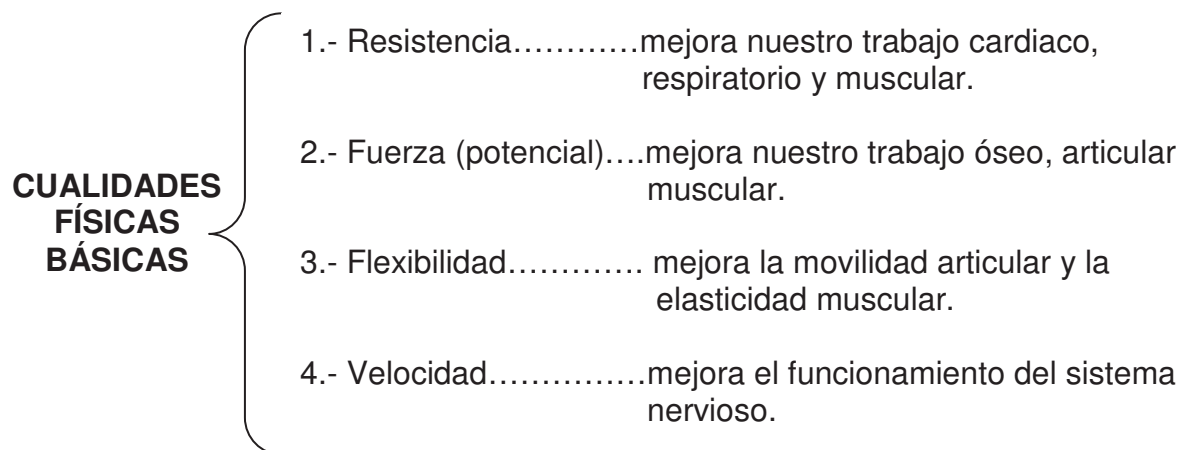 CUALIDADES
FÍSICAS
BÁSICAS
1.- Resistencia…………mejora nuestro trabajo cardiaco,
respiratorio y muscular.
2.- Fuerza (potencial)….mejora nuestro trabajo óseo, articular
muscular.
3.- Flexibilidad…………. mejora la movilidad articular y la
elasticidad muscular.
4.- Velocidad……………mejora el funcionamiento del sistema
nervioso.